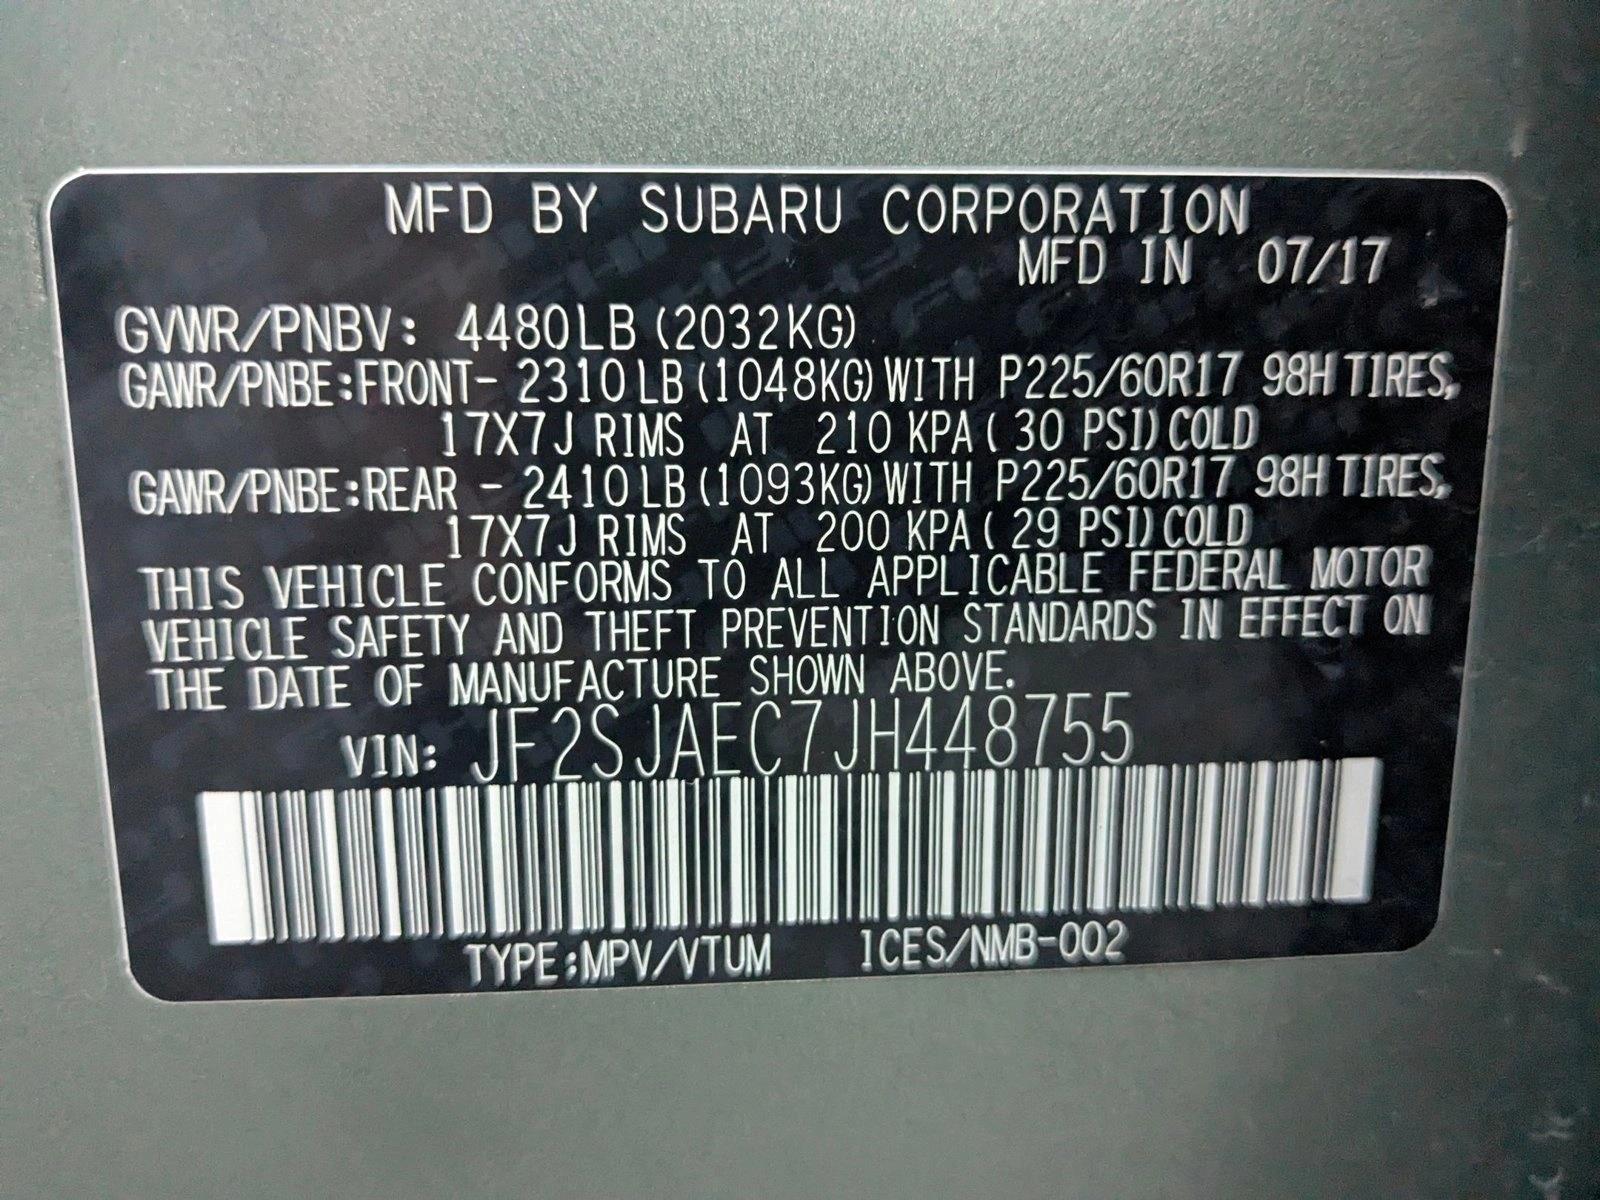 MFD BY SUBARU CORPORATION
MFD IN 07/17
GVWR/PNBV: 4480LB (2032KG)
GAWR/PNBE:FRONT- 2310LB (1048KG) WITH P225/60R17 98H TIRES,
17X7J RIMS AT 210 KPA ( 30 PSI) COLD
GAWR/PNBE:REAR - 2410LB (1093KG) WITH P225/60R17 98H TIRES,
17X7J RIMS AT 200 KPA ( 29 PSI) COLD
THIS VEHICLE CONFORMS TO ALL APPLICABLE FEDERAL MOTOR
VEHICLE SAFETY AND THEFT PREVENTION STANDARDS IN EFFECT ON
THE DATE OF MANUFACTURE SHOWN ABOVE.
VIN: JF2SJAEC7JH448755
TYPE:MPV/VTUM ICES/NMB-002